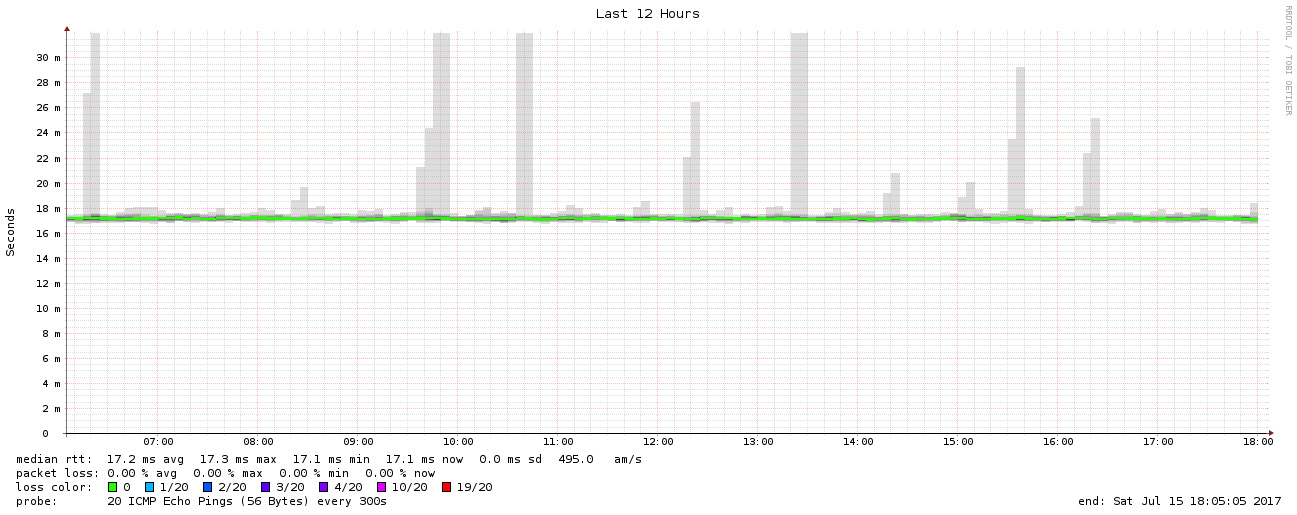 Last 12 Hours
RRDTOOL / TOBI OETIKER
Seconds
30 m
28 m
26 m
24 m
22 m
20 m
18 m
16 m
14 m
12 m
10 m
8 m
6 m
4 m
2 m
0
07:00 08:00 09:00 10:00 11:00 12:00 13:00 14:00 15:00 16:00 17:00 18:00
median rtt: 17.2 ms avg 17.3 ms max 17.1 ms min 17.1 ms now 0.0 ms sd 495.0 am/s
packet loss: 0.00 % avg 0.00 % max 0.00 % min 0.00 % now
loss color: 0 1/20 2/20 3/20 4/20 10/20 19/20
probe: 20 ICMP Echo Pings (56 Bytes) every 300s end: Sat Jul 15 18:05:05 2017